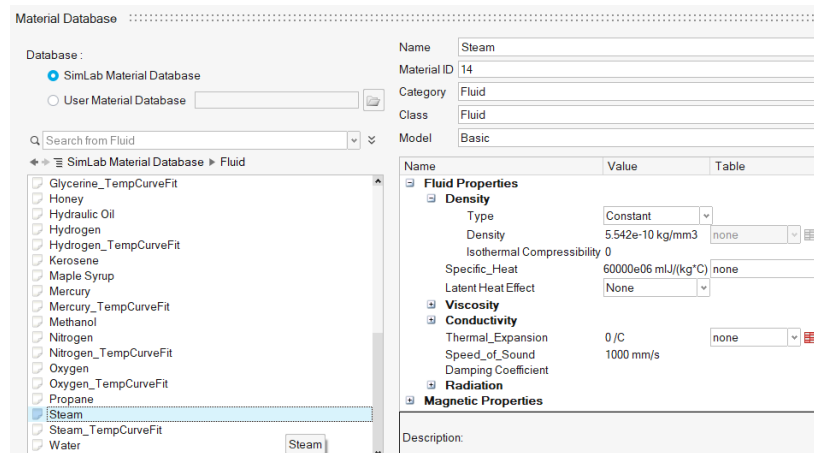 Material Database
Database :
SimLab Material Database
User Material Database
Search from Fluid
SimLab Material Database Fluid
Glycerine_TempCurveFit
Honey
Hydraulic Oil
Hydrogen
Hydrogen_TempCurveFit
Kerosene
Maple Syrup
Mercury
Mercury_TempCurveFit
Methanol
Nitrogen
Nitrogen_TempCurveFit
Oxygen
Oxygen_TempCurveFit
Propane
Steam
Steam_TempCurveFit
Water
Steam
Name Steam
Material ID 14
Category Fluid
Class Fluid
Model Basic
Name Value Table
Fluid Properties
Density
Type Constant
Density 5.542e-10 kg/mm3 none
Isothermal Compressibility 0
Specific_Heat 60000e06 mJ/(kg*C) none
Latent Heat Effect None
Viscosity
Conductivity
Thermal_Expansion 0 /C none
Speed_of_Sound 1000 mm/s
Damping Coefficient
Radiation
Magnetic Properties
Description: